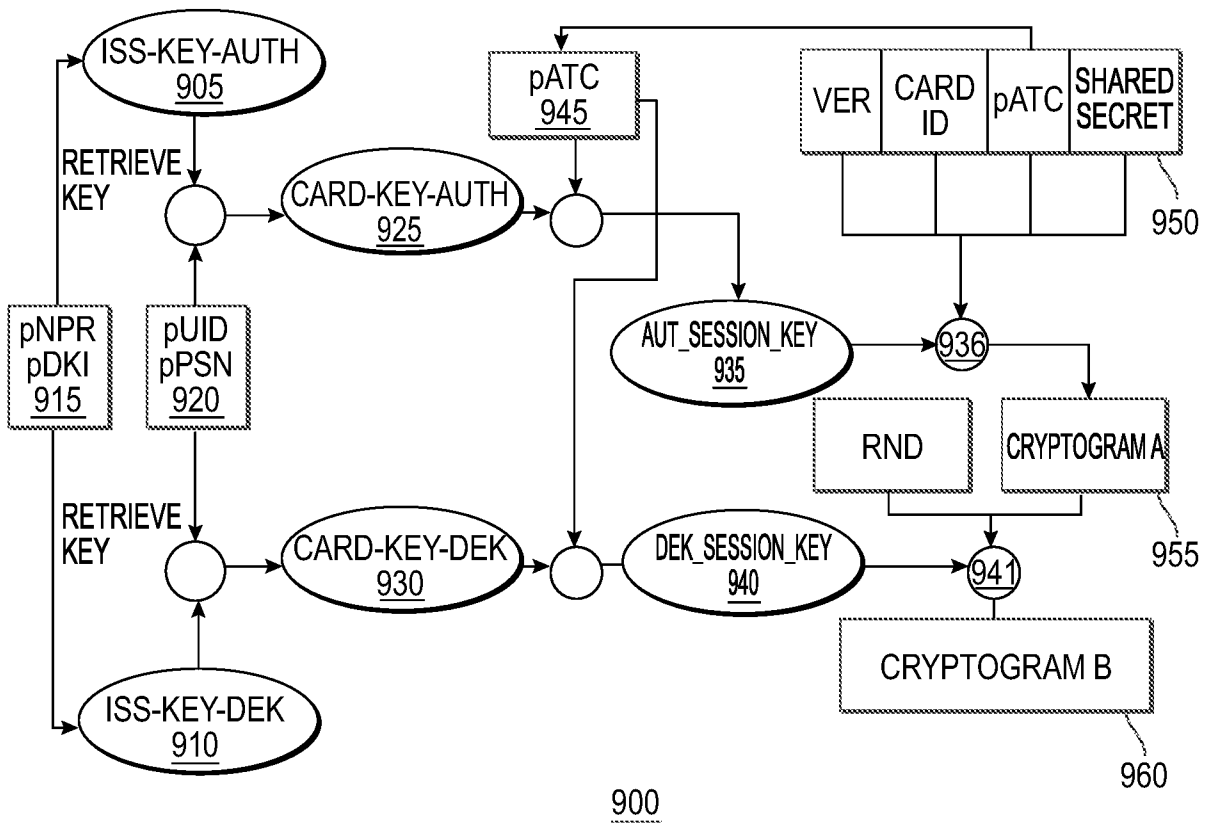 ISS-KEY-AUTH
905
pATC
945
VER
CARD
ID
pATC
SHARED
SECRET
950
RETRIEVE
KEY
CARD-KEY-AUTH
925
pNPR
pDKI
915
pUID
pPSN
920
AUT_SESSION_KEY
935
936
RND
CRYPTOGRAM A
955
RETRIEVE
KEY
CARD-KEY-DEK
930
DEK_SESSION_KEY
940
941
ISS-KEY-DEK
910
CRYPTOGRAM B
960
900